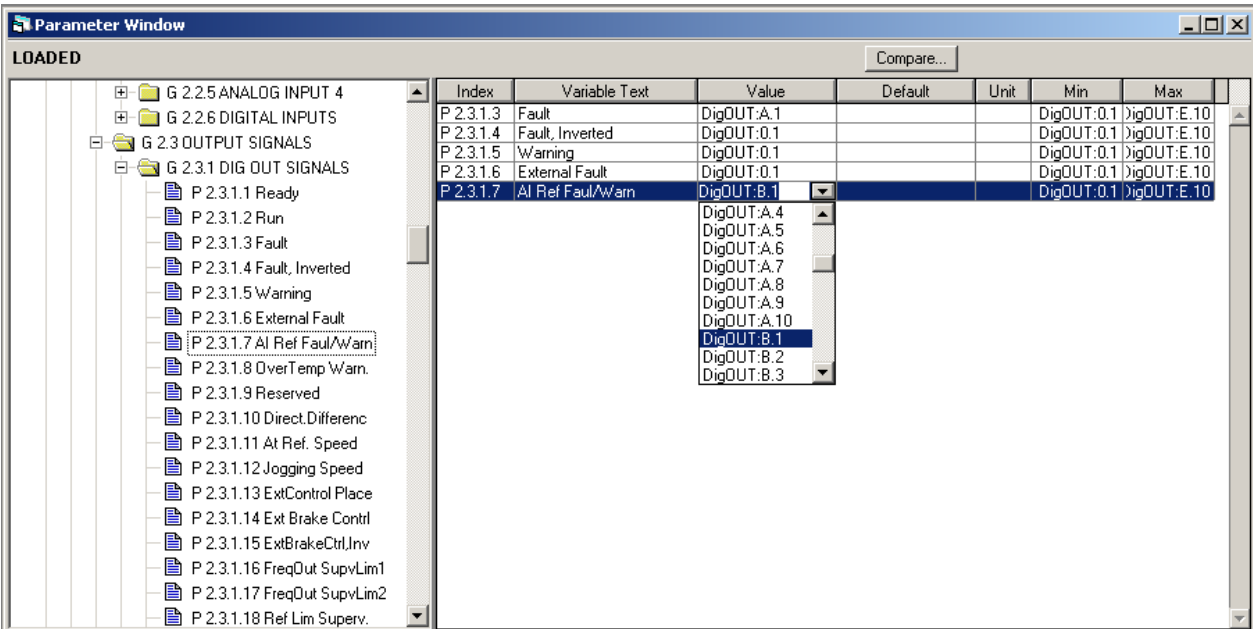 Parameter Window
LOADED
Compare...
G 2.2.5 ANALOG INPUT 4
G 2.2.6 DIGITAL INPUTS
G 2.3 OUTPUT SIGNALS
G 2.3.1 DIG OUT SIGNALS
P 2.3.1.1 Ready
P 2.3.1.2 Run
P 2.3.1.3 Fault
P 2.3.1.4 Fault, Inverted
P 2.3.1.5 Warning
P 2.3.1.6 External Fault
P 2.3.1.7 AI Ref Faul/Warn
P 2.3.1.8 OverTemp Warn.
P 2.3.1.9 Reserved
P 2.3.1.10 Direct.Differenc
P 2.3.1.11 At Ref. Speed
P 2.3.1.12 Jogging Speed
P 2.3.1.13 ExtControl Place
P 2.3.1.14 Ext Brake Contrl
P 2.3.1.15 ExtBrakeCtrl,Inv
P 2.3.1.16 FreqOut SupvLim1
P 2.3.1.17 FreqOut SupvLim2
P 2.3.1.18 Ref Lim Superv.
Index Variable Text Value Default Unit Min Max
P 2.3.1.3 Fault DigOUT:A.1 DigOUT:0.1 DigOUT:E.10
P 2.3.1.4 Fault, Inverted DigOUT:0.1 DigOUT:0.1 DigOUT:E.10
P 2.3.1.5 Warning DigOUT:0.1 DigOUT:0.1 DigOUT:E.10
P 2.3.1.6 External Fault DigOUT:0.1 DigOUT:0.1 DigOUT:E.10
P 2.3.1.7 AI Ref Faul/Warn DigOUT:B.1 DigOUT:0.1 DigOUT:E.10
DigOUT:A.4
DigOUT:A.5
DigOUT:A.6
DigOUT:A.7
DigOUT:A.8
DigOUT:A.9
DigOUT:A.10
DigOUT:B.1
DigOUT:B.2
DigOUT:B.3